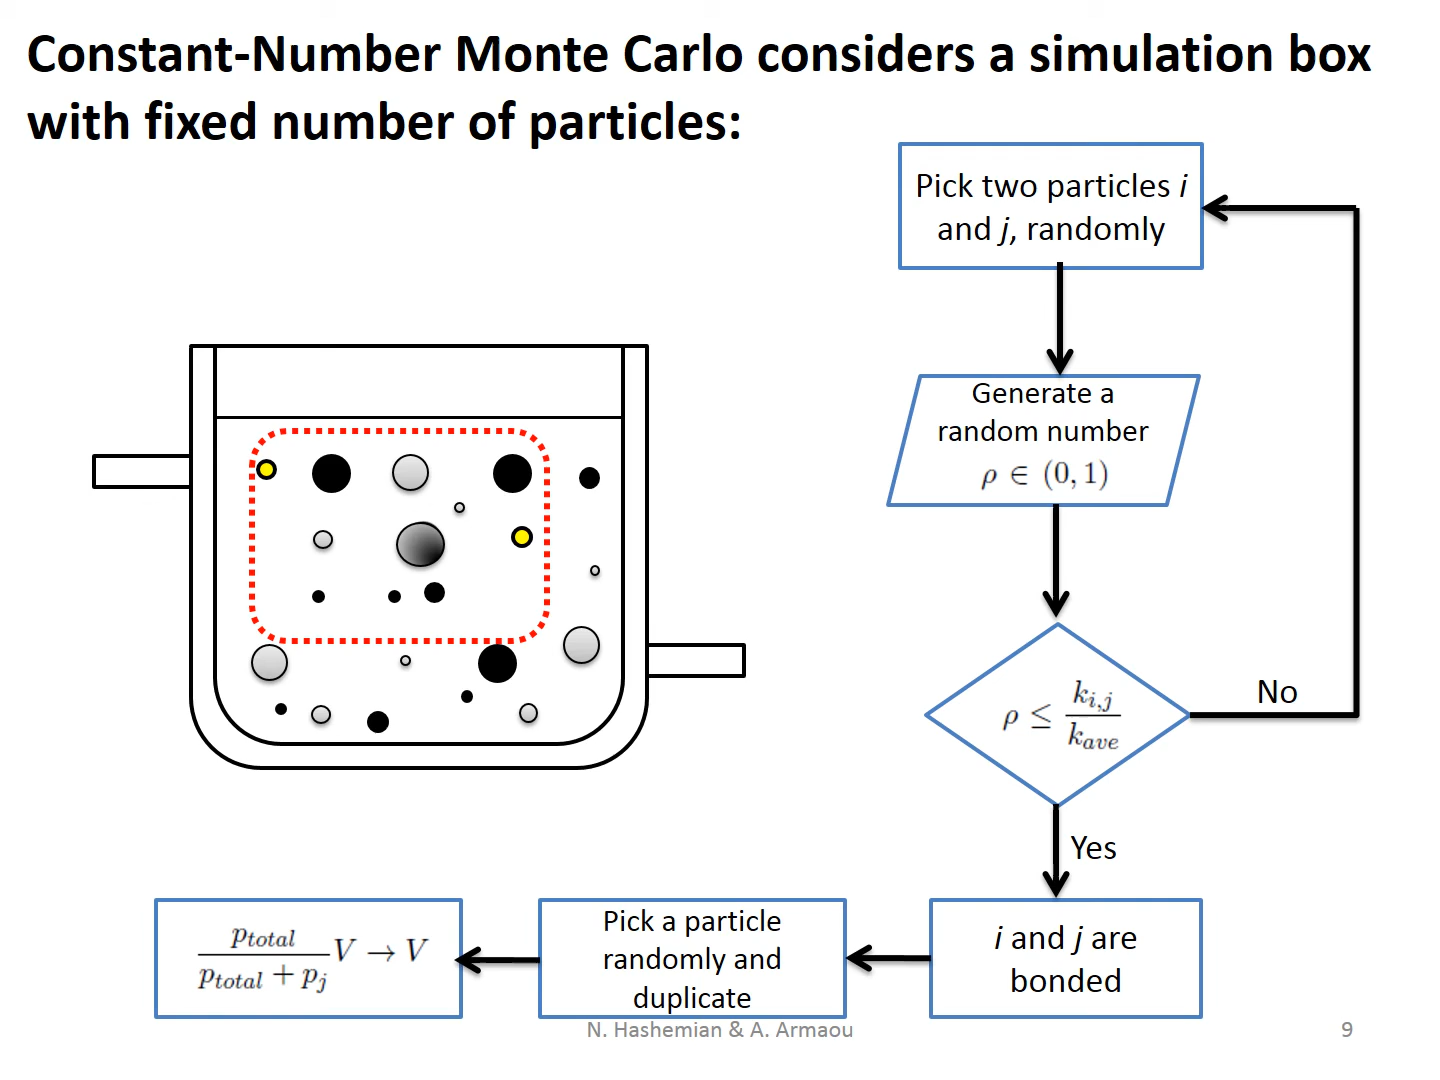 Constant-Number Monte Carlo considers a simulation box
with fixed number of particles:
Pick two particles i
and j, randomly
Generate a
random number
ρ ∈ (0, 1)
ρ ≤ k_{i,j} / k_{ave}
No
Yes
i and j are
bonded
Pick a particle
randomly and
duplicate
p_{total} / (p_{total} + p_j) V → V
N. Hashemian & A. Armaou
9